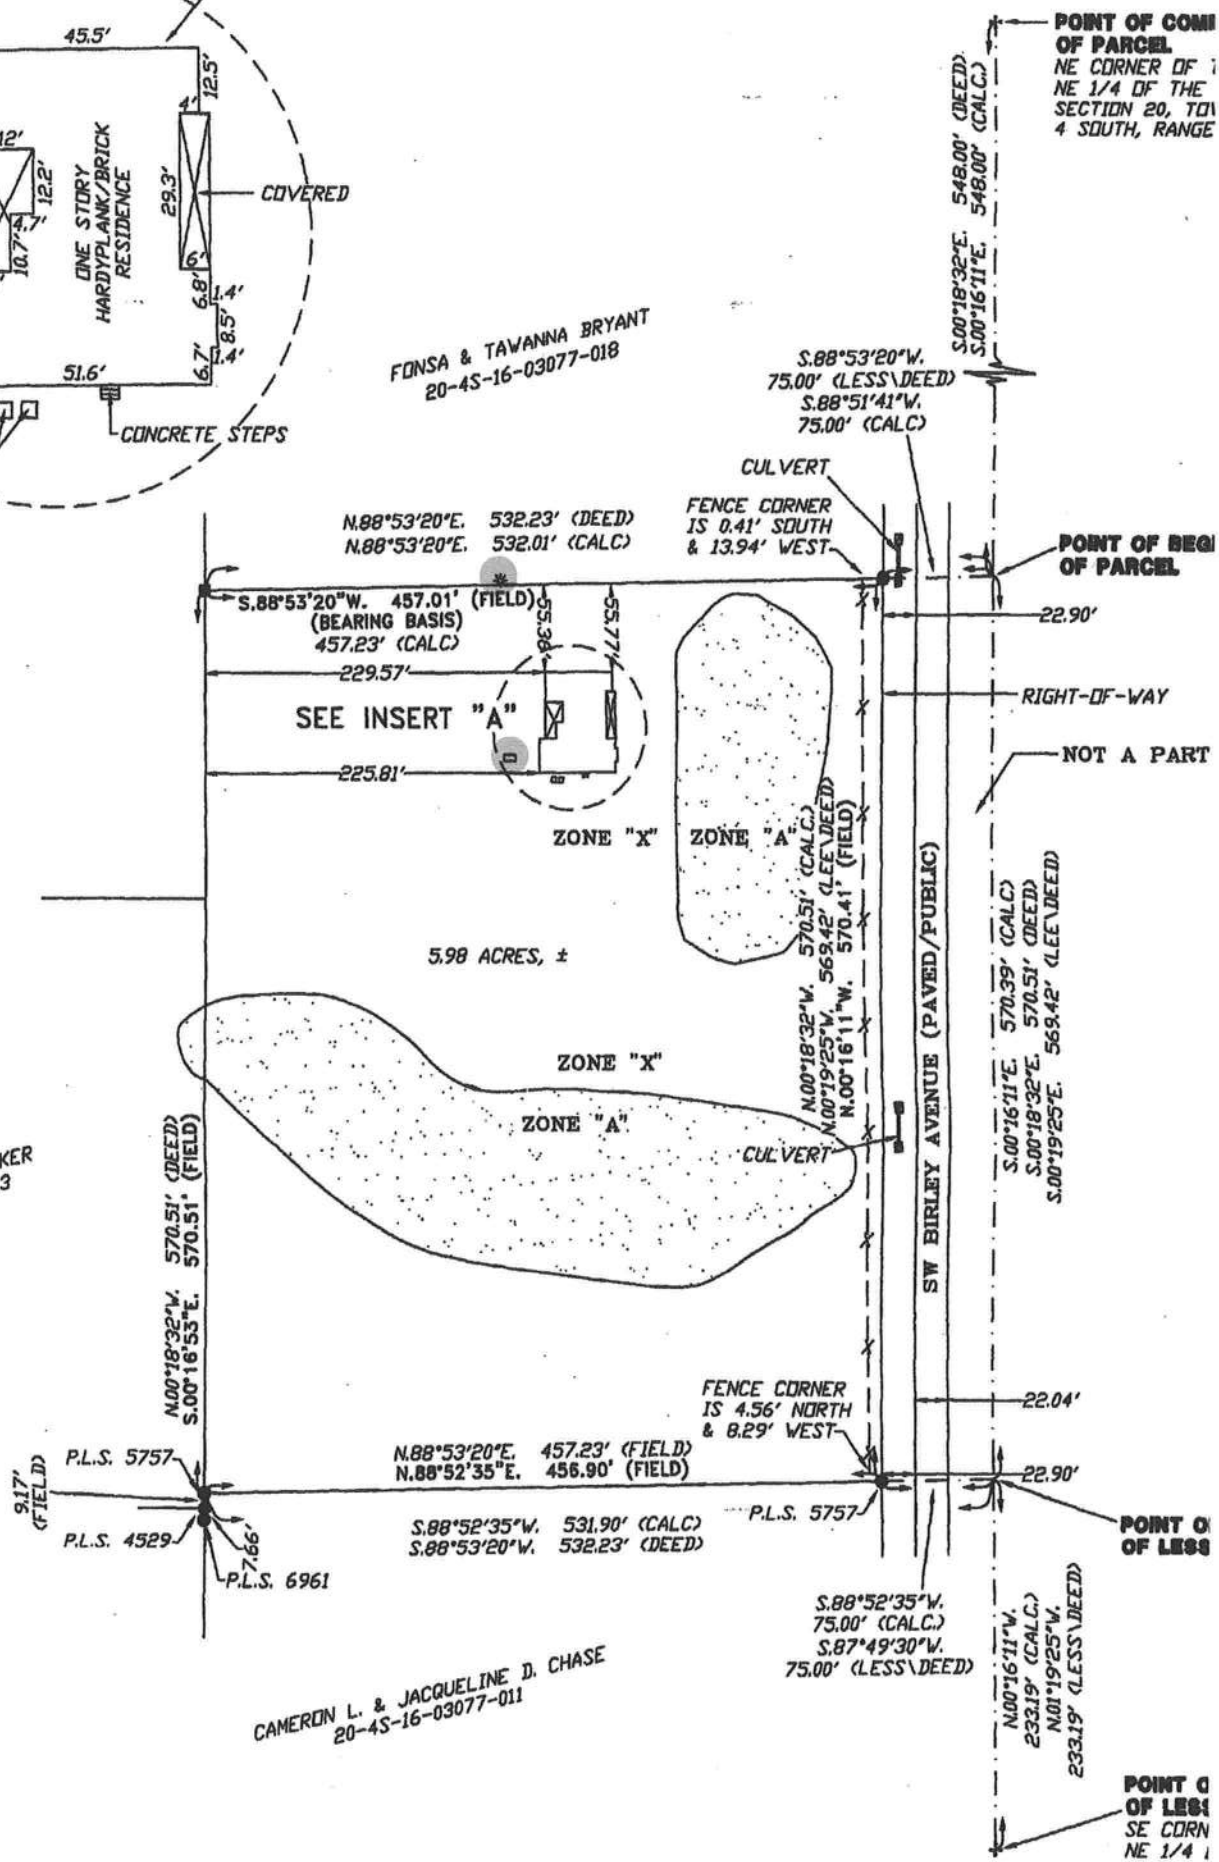 45.5'
12.5'
4'
12'
12.2'
4.7'
10.7'
ONE STORY
HARDYPLANK/BRICK
RESIDENCE
29.3'
COVERED
6'
6.8'
1.4'
8.5'
6.7'
1.4'
51.6'
CONCRETE STEPS
POINT OF COM
OF PARCEL
NE CORNER OF
NE 1/4 OF THE
SECTION 20, TO
4 SOUTH, RANGE
S.00°18'32"E. 548.00' (DEED)
S.00°16'11"E. 548.00' (CALC.)
FONSA & TAWANNA BRYANT
20-4S-16-03077-018
S.88°53'20"W.
75.00' (LESS\DEED)
S.88°51'41"W.
75.00' (CALC)
CULVERT
FENCE CORNER
IS 0.41' SOUTH
& 13.94' WEST
N.88°53'20"E. 532.23' (DEED)
N.88°53'20"E. 532.01' (CALC)
POINT OF BEG
OF PARCEL
S.88°53'20"W. 457.01' (FIELD)
(BEARING BASIS)
457.23' (CALC)
55.38'
55.77'
22.90'
229.57'
RIGHT-OF-WAY
SEE INSERT "A"
NOT A PART
225.81'
ZONE "X"
ZONE "A"
N.00°18'32"W. 570.51' (CALC.)
N.00°19'25"W. 569.42' (LEE\DEED)
N.00°16'11"W. 570.41' (FIELD)
SW BIRLEY AVENUE (PAVED/PUBLIC)
S.00°16'11"E. 570.39' (CALC)
S.00°18'32"E. 570.51' (DEED)
S.00°19'25"E. 569.42' (LEE\DEED)
5.98 ACRES, ±
ZONE "X"
ZONE "A"
CULVERT
KER
3
N.00°18'32"W. 570.51' (DEED)
S.00°16'53"E. 570.51' (FIELD)
FENCE CORNER
IS 4.56' NORTH
& 8.29' WEST
22.04'
N.88°53'20"E. 457.23' (FIELD)
N.88°52'35"E. 456.90' (FIELD)
22.90'
P.L.S. 5757
9.17'
(FIELD)
P.L.S. 4529
7.66'
P.L.S. 6961
S.88°52'35"W. 531.90' (CALC)
S.88°53'20"W. 532.23' (DEED)
P.L.S. 5757
POINT O
OF LESS
S.88°52'35"W.
75.00' (CALC.)
S.87°49'30"W.
75.00' (LESS\DEED)
N.00°16'11"W.
233.19' (CALC.)
N.01°19'25"W.
233.19' (LESS\DEED)
CAMERON L. & JACQUELINE D. CHASE
20-4S-16-03077-011
POINT O
OF LESS
SE CORN
NE 1/4